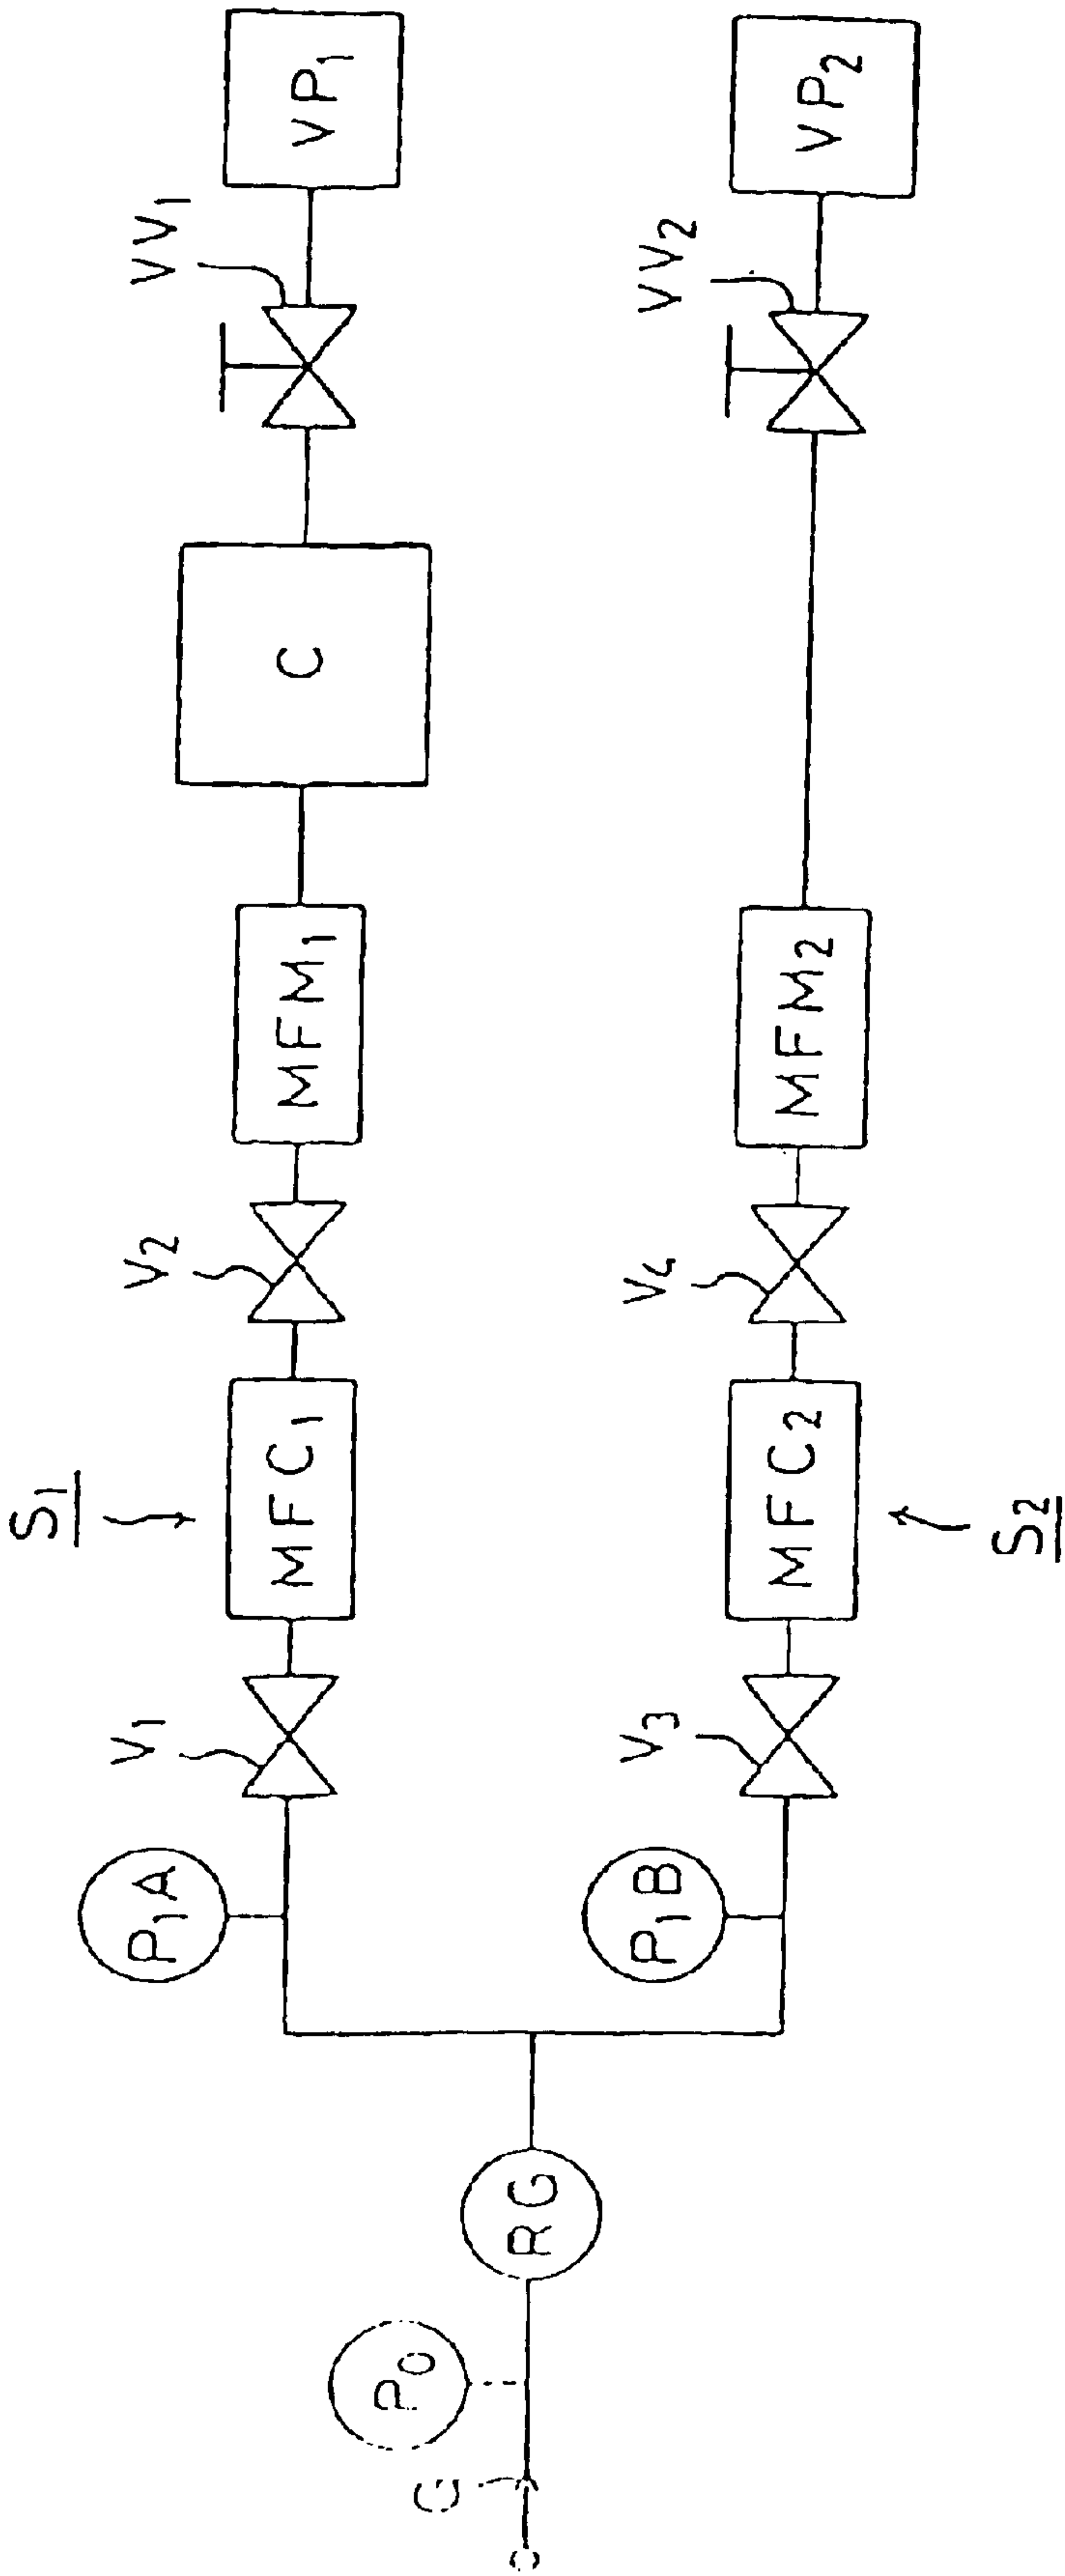 S₁
S₂
G
P₀
RG
P₁A
P₁B
V₁
MFC₁
V₂
MFM₁
C
VV₁
VP₁
V₃
MFC₂
V₄
MFM₂
VV₂
VP₂